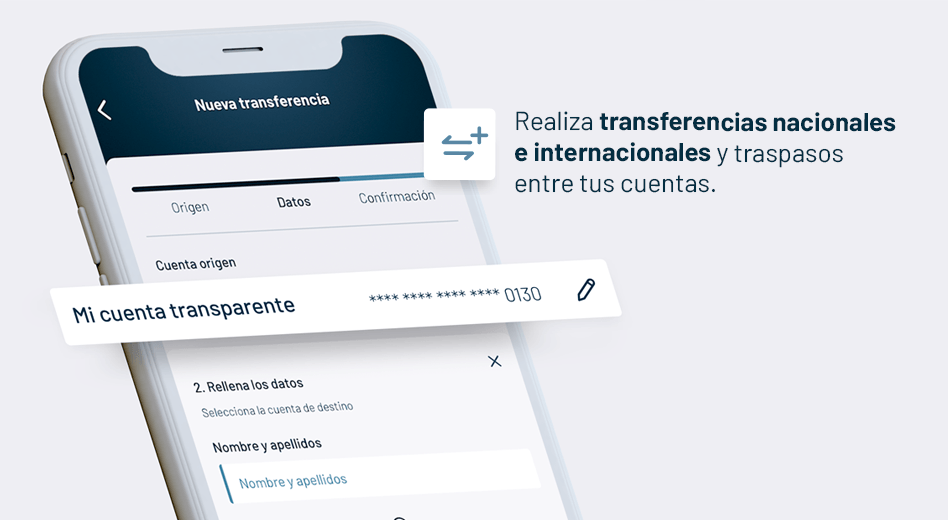 Nueva transferencia
Origen
Datos
Confirmación
Cuenta origen
Mi cuenta transparente
**** **** **** **** 0130
2. Rellena los datos
Selecciona la cuenta de destino
Nombre y apellidos
Nombre y apellidos
Realiza transferencias nacionales
e internacionales y traspasos
entre tus cuentas.